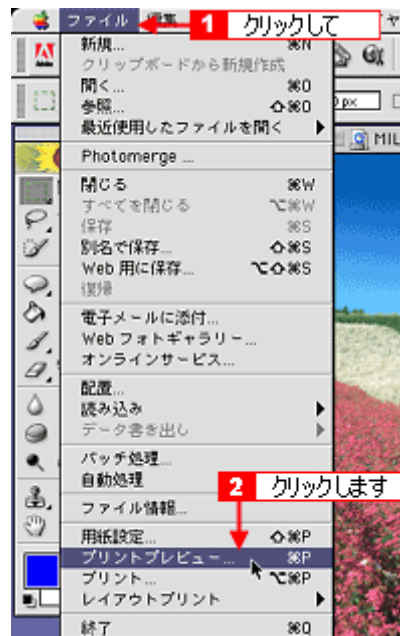 ファイル 編集
1 クリックして
新規... ⌘N
クリップボードから新規作成
開く... ⌘O
参照... ⇧⌘O
最近使用したファイルを開く ▶
MIL
Photomerge ...
閉じる ⌘W
すべてを閉じる ⌥⌘W
保存 ⌘S
別名で保存... ⇧⌘S
Web 用に保存... ⌥⇧⌘S
復帰
電子メールに添付...
Web フォトギャラリー...
オンラインサービス...
配置...
読み込み ▶
データ書き出し ▶
バッチ処理...
自動処理
2 クリックします
ファイル情報...
用紙設定... ⇧⌘P
プリントプレビュー... ⌘P
プリント... ⌥⌘P
レイアウトプリント ▶
終了 ⌘Q